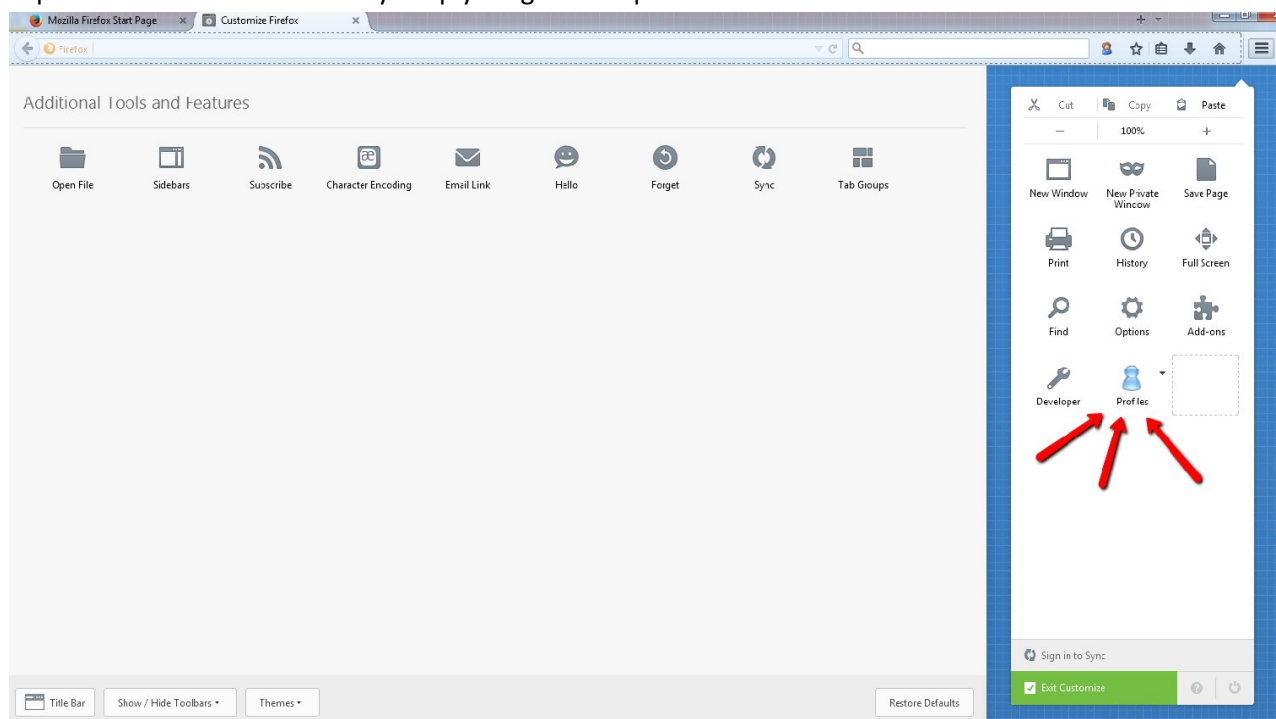 Mozilla Firefox Start Page
Customize Firefox
Firefox
Additional Tools and Features
Open File Sidebars Subscribe Character Encoding Email Link Hello Forget Sync Tab Groups
Cut Copy Paste
100%
New Window New Private Window Save Page
Print History Full Screen
Find Options Add-ons
Developer Profiles
Sign in to Sync
Exit Customize
Title Bar Show / Hide Toolbars Themes Restore Defaults